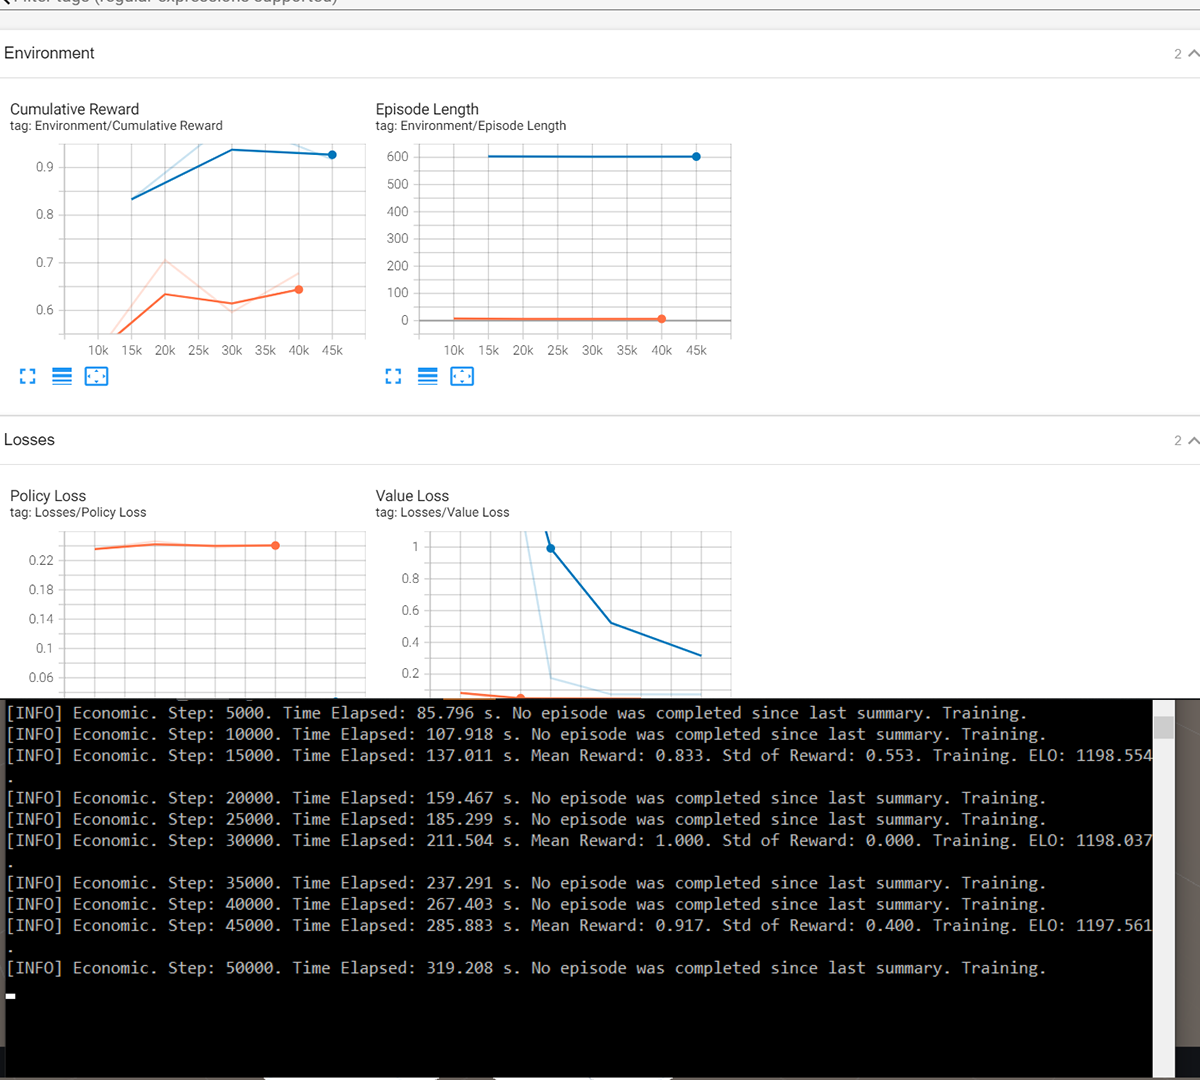 Filter tags (regular expressions supported)
Environment
2
Cumulative Reward
tag: Environment/Cumulative Reward
0.9
0.8
0.7
0.6
10k 15k 20k 25k 30k 35k 40k 45k
Episode Length
tag: Environment/Episode Length
600
500
400
300
200
100
0
10k 15k 20k 25k 30k 35k 40k 45k
Losses
2
Policy Loss
tag: Losses/Policy Loss
0.22
0.18
0.14
0.1
0.06
Value Loss
tag: Losses/Value Loss
1
0.8
0.6
0.4
0.2
[INFO] Economic. Step: 5000. Time Elapsed: 85.796 s. No episode was completed since last summary. Training.
[INFO] Economic. Step: 10000. Time Elapsed: 107.918 s. No episode was completed since last summary. Training.
[INFO] Economic. Step: 15000. Time Elapsed: 137.011 s. Mean Reward: 0.833. Std of Reward: 0.553. Training. ELO: 1198.554
.
[INFO] Economic. Step: 20000. Time Elapsed: 159.467 s. No episode was completed since last summary. Training.
[INFO] Economic. Step: 25000. Time Elapsed: 185.299 s. No episode was completed since last summary. Training.
[INFO] Economic. Step: 30000. Time Elapsed: 211.504 s. Mean Reward: 1.000. Std of Reward: 0.000. Training. ELO: 1198.037
.
[INFO] Economic. Step: 35000. Time Elapsed: 237.291 s. No episode was completed since last summary. Training.
[INFO] Economic. Step: 40000. Time Elapsed: 267.403 s. No episode was completed since last summary. Training.
[INFO] Economic. Step: 45000. Time Elapsed: 285.883 s. Mean Reward: 0.917. Std of Reward: 0.400. Training. ELO: 1197.561
.
[INFO] Economic. Step: 50000. Time Elapsed: 319.208 s. No episode was completed since last summary. Training.